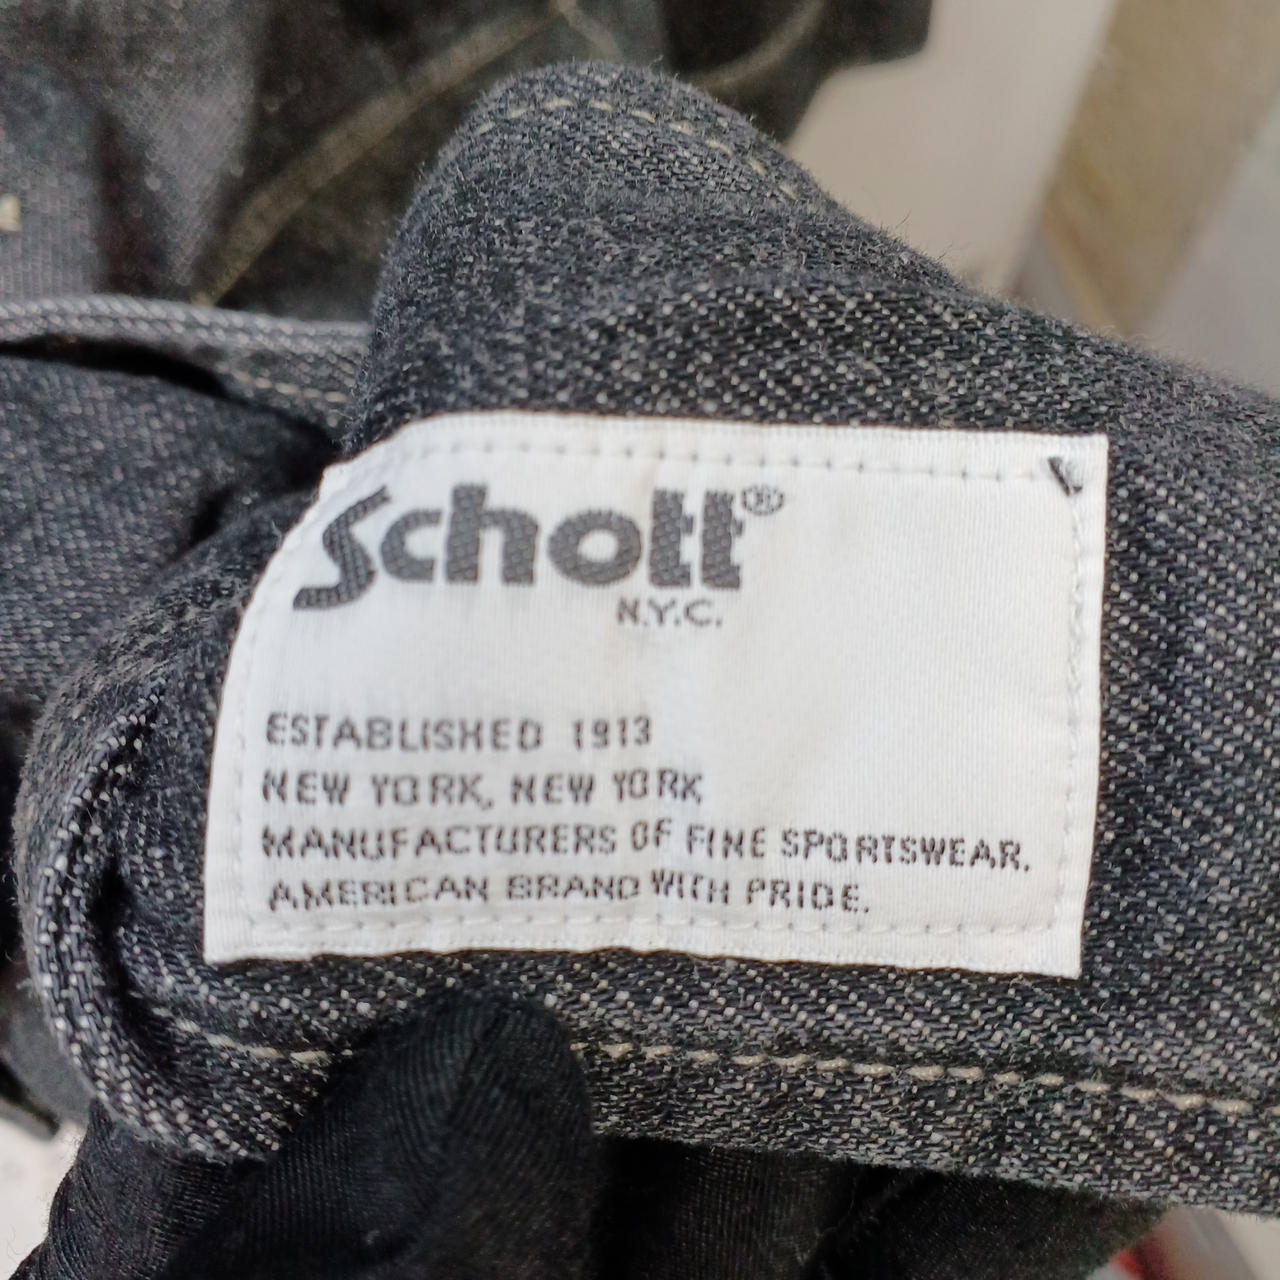 Schott®
N.Y.C.
ESTABLISHED 1913
NEW YORK, NEW YORK
MANUFACTURERS OF FINE SPORTSWEAR.
AMERICAN BRAND WITH PRIDE.